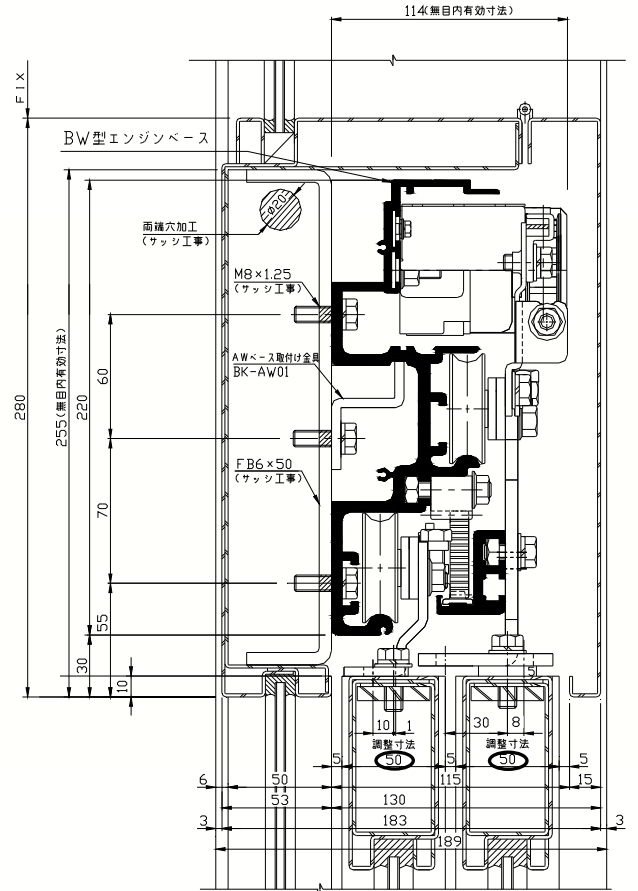 114(無目内有効寸法)
FIX
BW型エンジンベース
φ20
両端穴加工
(サッシ工事)
M8×1.25
(サッシ工事)
AWベース取付け金具
BK-AW01
FB6×50
(サッシ工事)
280
255(無目内有効寸法)
220
60
70
55
30
10
5
10
1
30
8
調整寸法
調整寸法
5
50
5
50
5
6
50
115
15
53
130
3
183
3
189